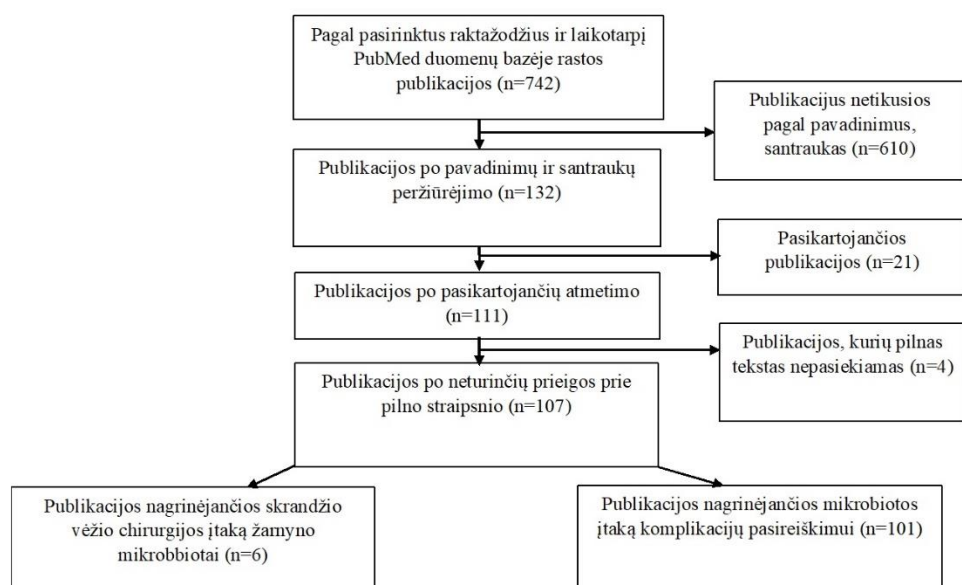 Pagal pasirinktus raktažodžius ir laikotarpį
PubMed duomenų bazėje rastos
publikacijos (n=742)
Publikacijus netikusios
pagal pavadinimus,
santraukas (n=610)
Publikacijos po pavadinimų ir santraukų
peržiūrėjimo (n=132)
Pasikartojančios
publikacijos (n=21)
Publikacijos po pasikartojančių atmetimo
(n=111)
Publikacijos, kurių pilnas
tekstas nepasiekiamas (n=4)
Publikacijos po neturinčių prieigos prie
pilno straipsnio (n=107)
Publikacijos nagrinėjančios skrandžio
vėžio chirurgijos įtaką žarnyno
mikrobbiotai (n=6)
Publikacijos nagrinėjančios mikrobiotos
įtaką komplikacijų pasireiškimui (n=101)